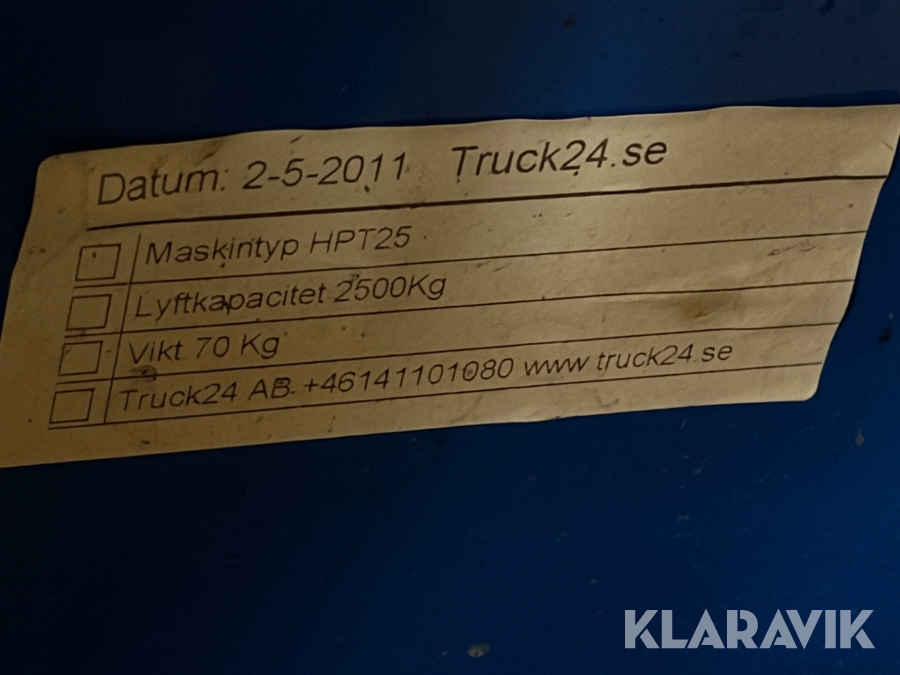 Datum: 2-5-2011 Truck24.se
Maskintyp HPT25
Lyftkapacitet 2500Kg
Vikt 70 Kg
Truck24 AB. +46141101080 www truck24.se
KLARAVIK